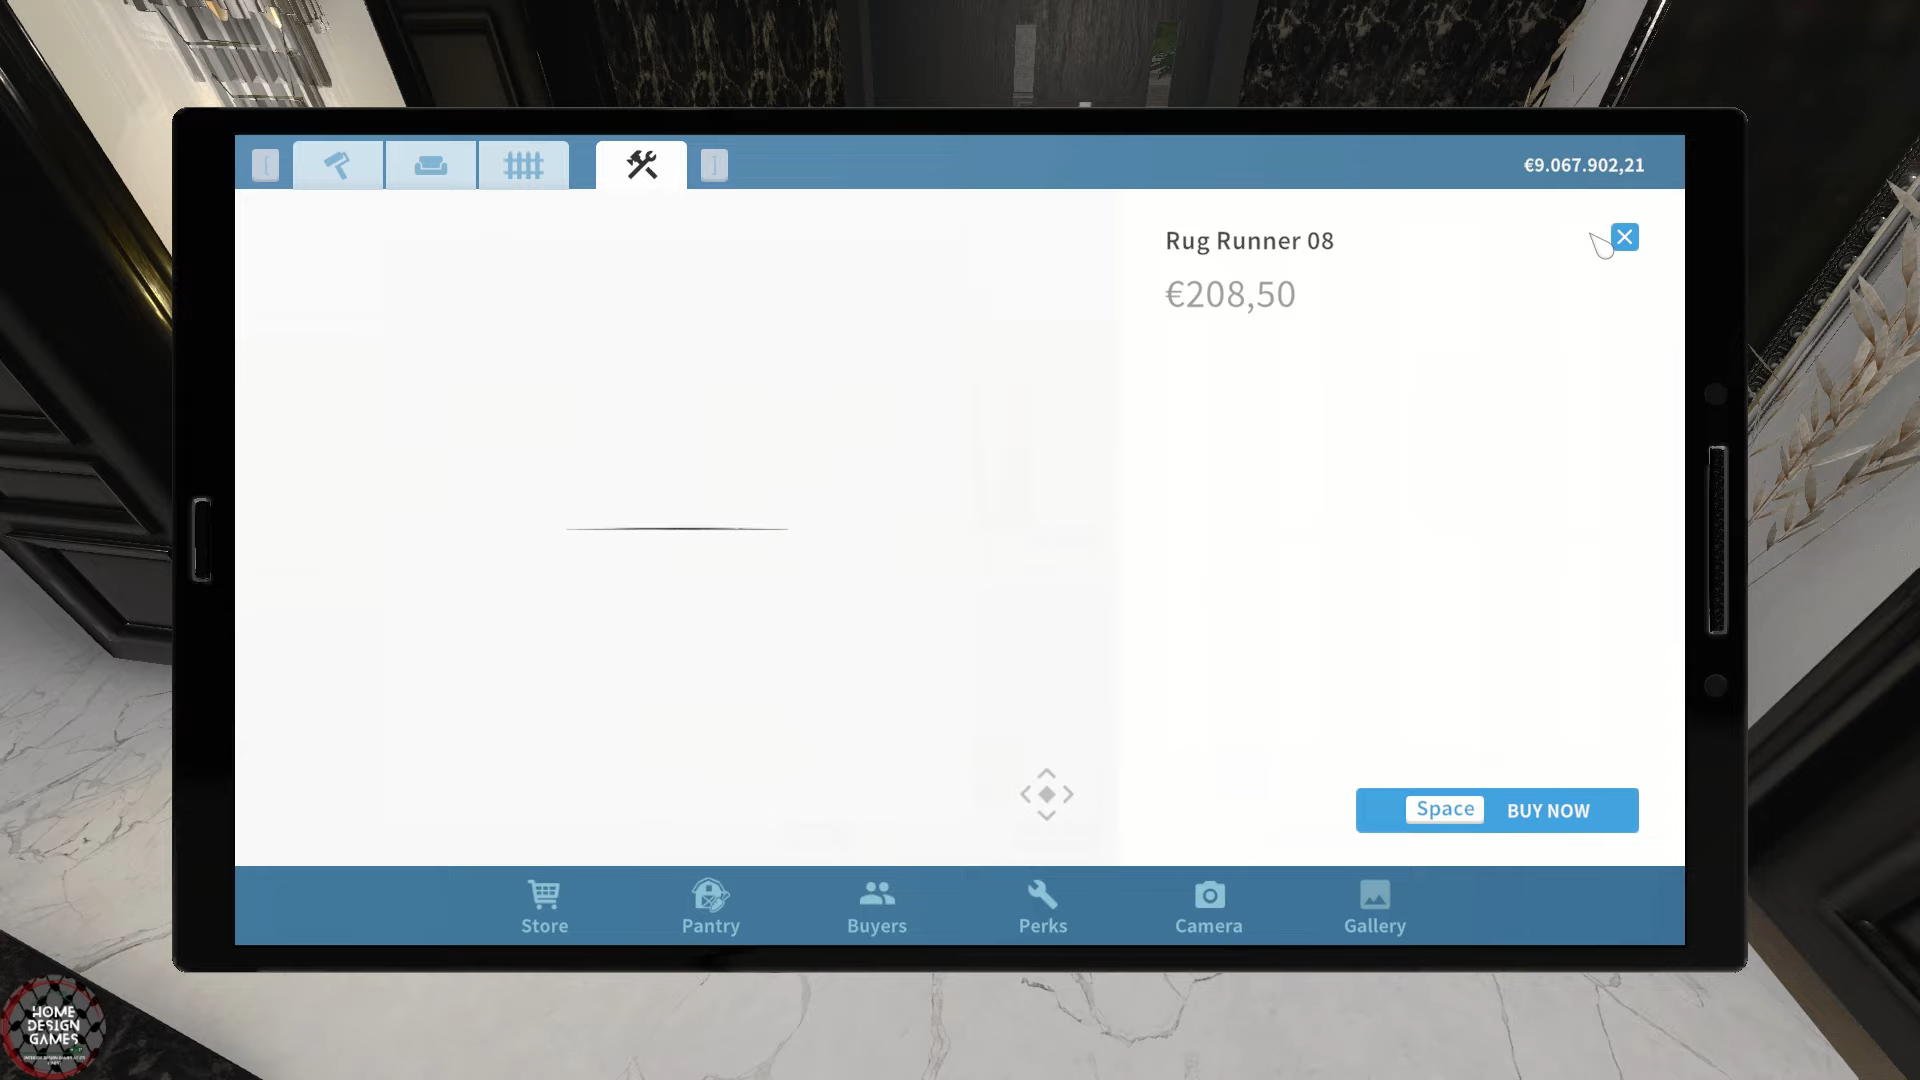 [
]
€9.067.902,21
Rug Runner 08
€208,50
Space BUY NOW
Store
Pantry
Buyers
Perks
Camera
Gallery
HOME
DESIGN
GAMES